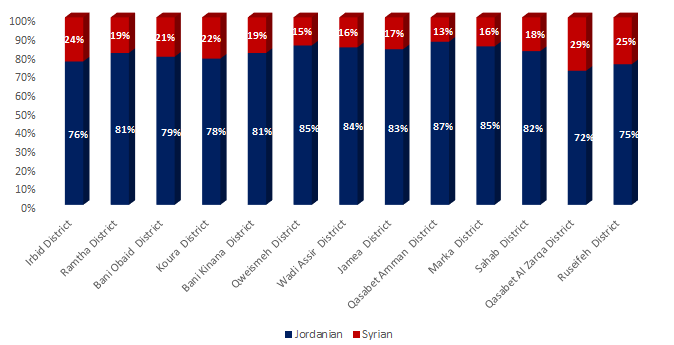 100%
90%
80%
70%
60%
50%
40%
30%
20%
10%
0%
24% 19% 21% 22% 19% 15% 16% 17% 13% 16% 18% 29% 25%
76% 81% 79% 78% 81% 85% 84% 83% 87% 85% 82% 72% 75%
Irbid District
Ramtha District
Bani Obaid District
Koura District
Bani Kinana District
Qweismeh District
Wadi Assir District
Jamea District
Qasabet Amman District
Marka District
Sahab District
Qasabet Al Zarqa District
Ruseifeh District
Jordanian Syrian